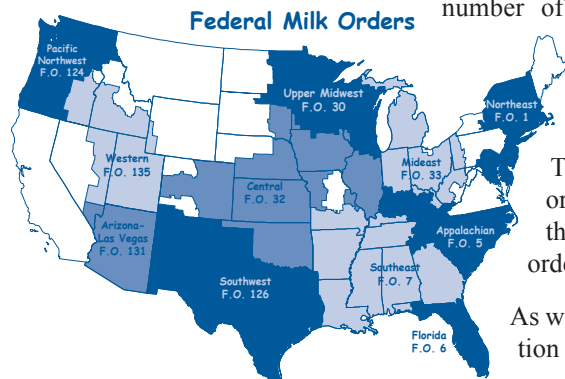 Federal Milk Orders
number of
Pacific
Northwest
F.O. 124
Upper Midwest
F.O. 30
Northeast
F.O. 1
Western
F.O. 135
Central
F.O. 32
Mideast
F.O. 33
Arizona-
Las Vegas
F.O. 131
Appalachian
F.O. 5
Southwest
F.O. 126
Southeast
F.O. 7
Florida
F.O. 6
T
or
th
orde
As w
tion